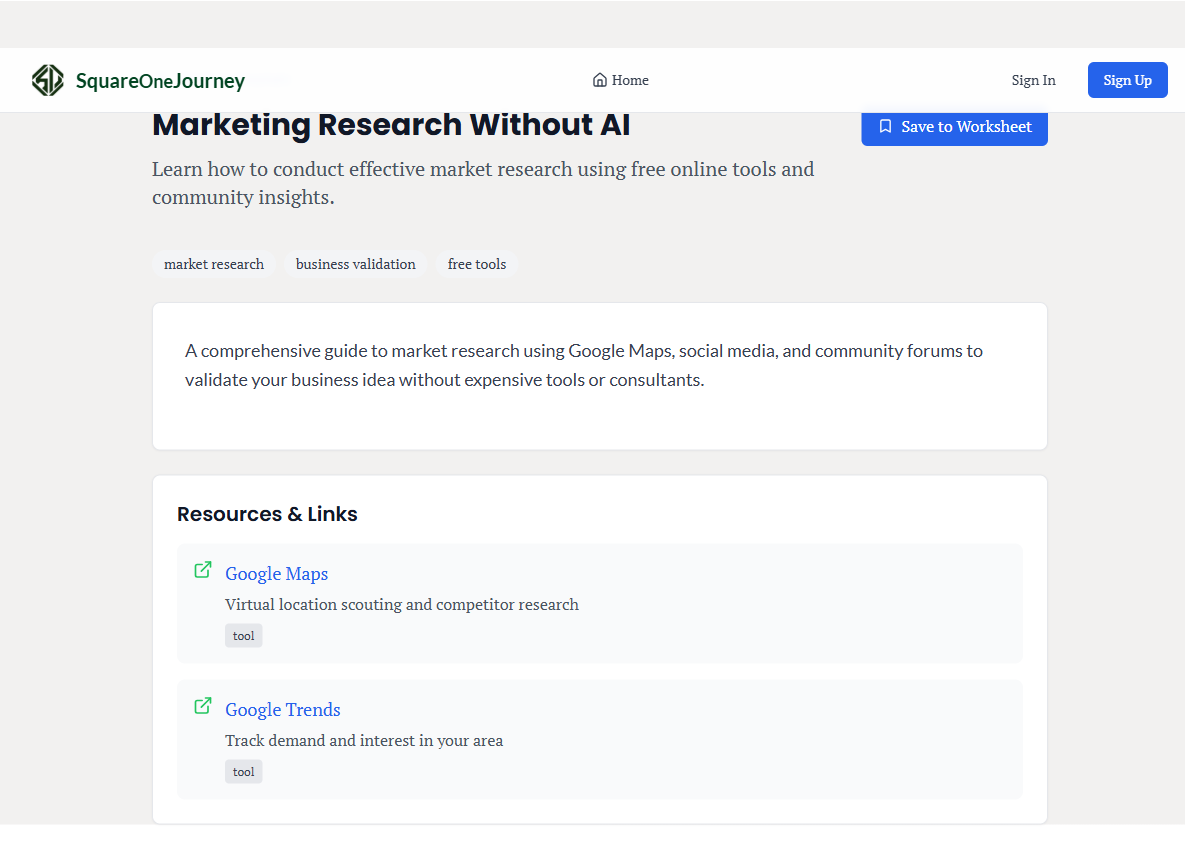 SquareOneJourney
Home
Sign In
Sign Up
Marketing Research Without AI
Save to Worksheet
Learn how to conduct effective market research using free online tools and
community insights.
market research
business validation
free tools
A comprehensive guide to market research using Google Maps, social media, and community forums to
validate your business idea without expensive tools or consultants.
Resources & Links
Google Maps
Virtual location scouting and competitor research
tool
Google Trends
Track demand and interest in your area
tool